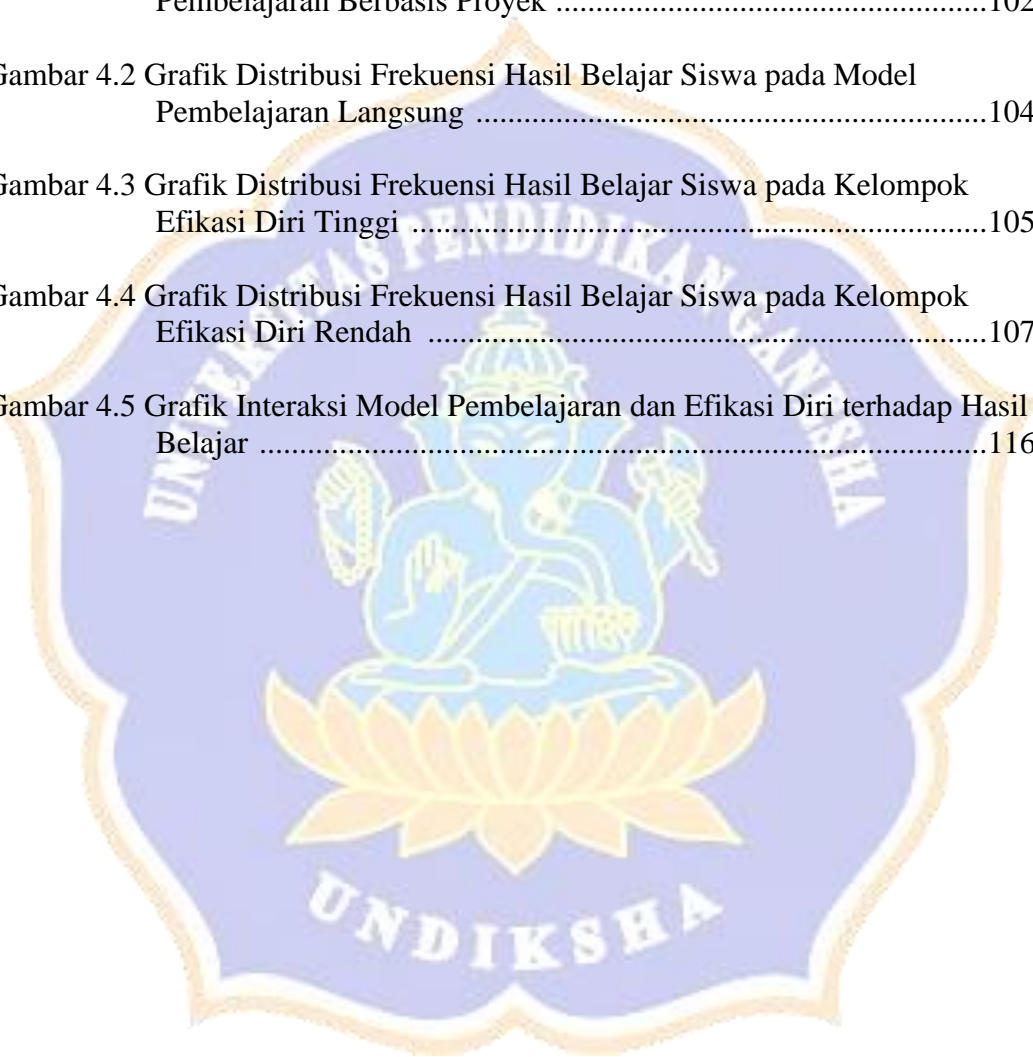 Pembelajaran Berbasis Proyek ......................................................102
Gambar 4.2 Grafik Distribusi Frekuensi Hasil Belajar Siswa pada Model
Pembelajaran Langsung ................................................................104
Gambar 4.3 Grafik Distribusi Frekuensi Hasil Belajar Siswa pada Kelompok
Efikasi Diri Tinggi ........................................................................105
Gambar 4.4 Grafik Distribusi Frekuensi Hasil Belajar Siswa pada Kelompok
Efikasi Diri Rendah ......................................................................107
Gambar 4.5 Grafik Interaksi Model Pembelajaran dan Efikasi Diri terhadap Hasil
Belajar ...........................................................................................116
UNIVERSITAS PENDIDIKAN GANESHA
UNDIKSHA